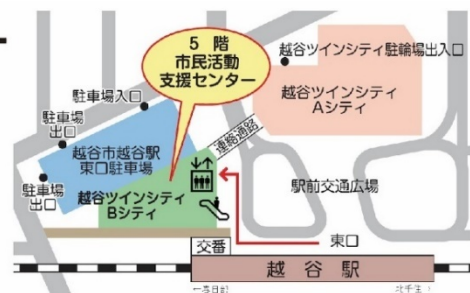 5 階
市民活動
支援センター
越谷ツインシティ駐輪場出入口
越谷ツインシティ
Aシティ
駐車場入口
駐車場
出口
越谷市越谷駅
東口駐車場
連絡通路
駐車場
出口
越谷ツインシティ
Bシティ
駅前交通広場
交番
東口
越谷駅
北千住